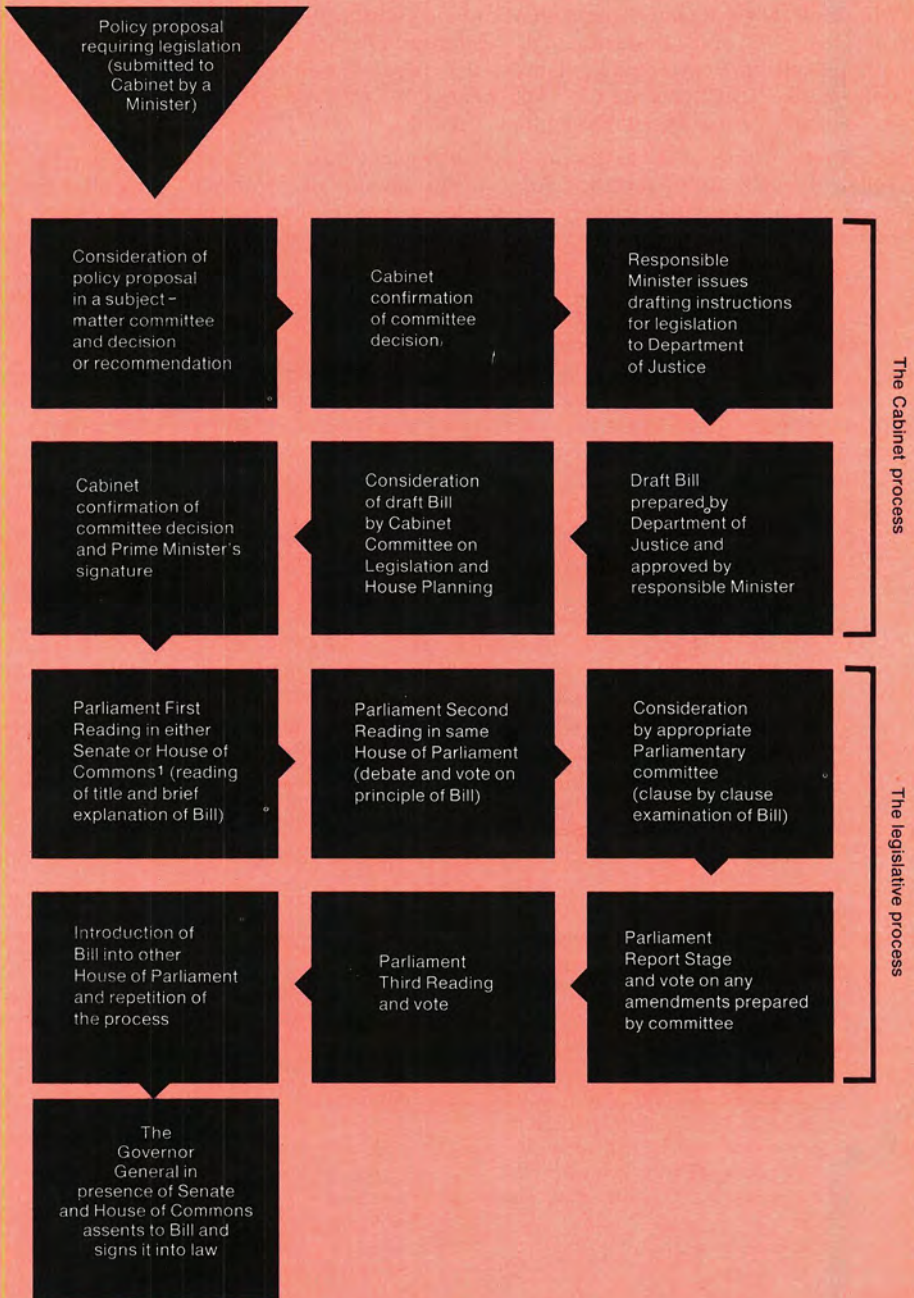 Policy proposal
requiring legislation
(submitted to
Cabinet by a
Minister)
Consideration of
policy proposal
in a subject –
matter committee
and decision
or recommendation
Cabinet
confirmation
of committee
decision
Responsible
Minister issues
drafting instructions
for legislation
to Department
of Justice
Draft Bill
prepared by
Department of
Justice and
approved by
responsible Minister
Consideration
of draft Bill
by Cabinet
Committee on
Legislation and
House Planning
Cabinet
confirmation of
committee decision
and Prime Minister's
signature
The Cabinet process
Parliament First
Reading in either
Senate or House of
Commons¹ (reading
of title and brief
explanation of Bill)
Parliament Second
Reading in same
House of Parliament
(debate and vote on
principle of Bill)
Consideration
by appropriate
Parliamentary
committee
(clause by clause
examination of Bill)
Parliament
Report Stage
and vote on any
amendments prepared
by committee
Parliament
Third Reading
and vote
Introduction of
Bill into other
House of Parliament
and repetition of
the process
The legislative process
The
Governor
General in
presence of Senate
and House of Commons
assents to Bill and
signs it into law